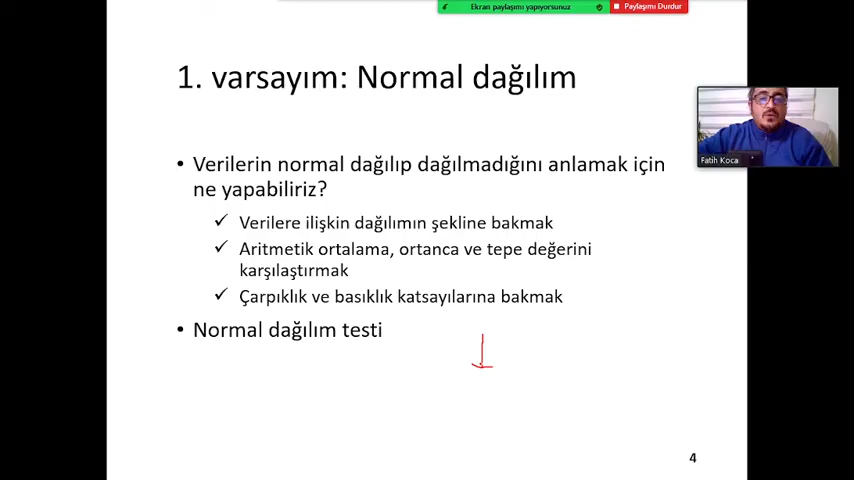 Ekran paylaşımı yapıyorsunuz
Paylaşımı Durdur
1. varsayım: Normal dağılım
Fatih Koca
• Verilerin normal dağılıp dağılmadığını anlamak için
ne yapabiliriz?
✓ Verilere ilişkin dağılımın şekline bakmak
✓ Aritmetik ortalama, ortanca ve tepe değerini
karşılaştırmak
✓ Çarpıklık ve basıklık katsayılarına bakmak
• Normal dağılım testi
4